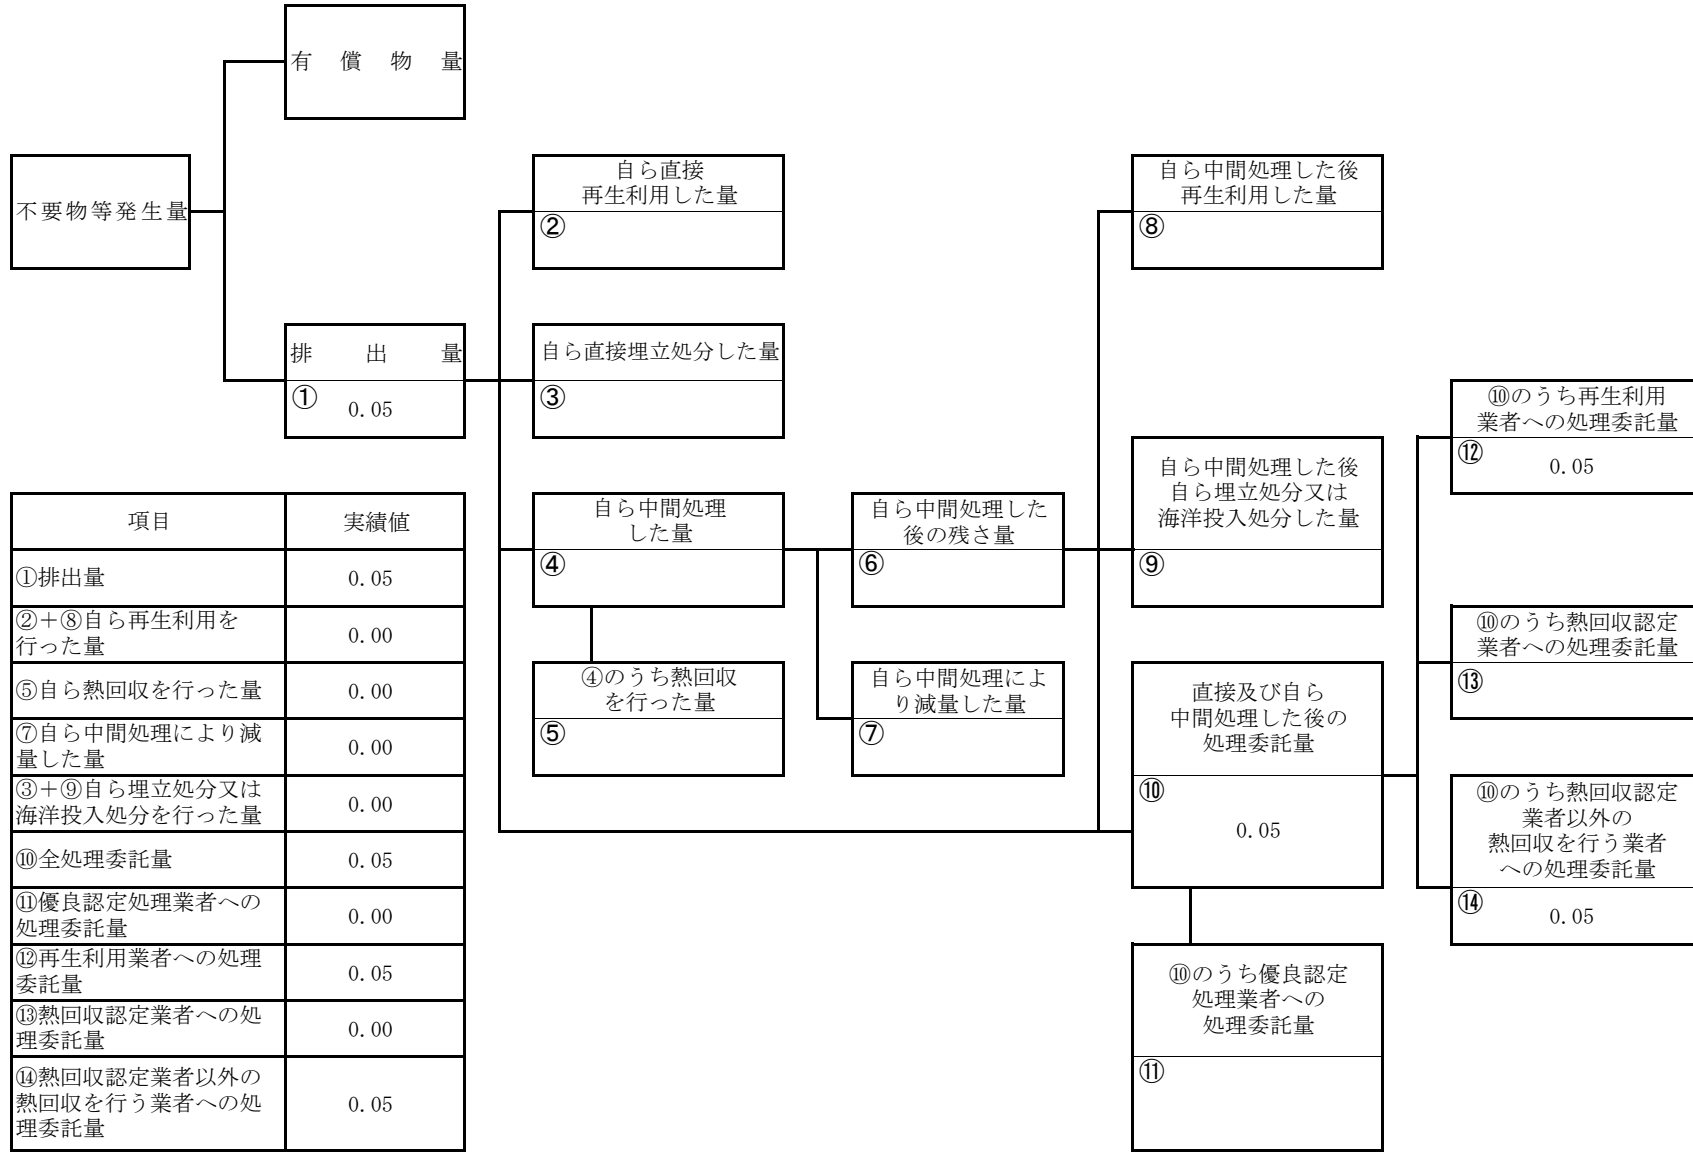 有償物量
不要物等発生量
排出量
① 0.05
自ら直接
再生利用した量
②
自ら直接埋立処分した量
③
自ら中間処理
した量
④
④のうち熱回収
を行った量
⑤
自ら中間処理した
後の残さ量
⑥
自ら中間処理によ
り減量した量
⑦
自ら中間処理した後
再生利用した量
⑧
自ら中間処理した後
自ら埋立処分又は
海洋投入処分した量
⑨
直接及び自ら
中間処理した後の
処理委託量
⑩
0.05
⑩のうち優良認定
処理業者への
処理委託量
⑪
⑩のうち再生利用
業者への処理委託量
⑫ 0.05
⑩のうち熱回収認定
業者への処理委託量
⑬
⑩のうち熱回収認定
業者以外の
熱回収を行う業者
への処理委託量
⑭ 0.05
項目 実績値
①排出量 0.05
②＋⑧自ら再生利用を
行った量 0.00
⑤自ら熱回収を行った量 0.00
⑦自ら中間処理により減
量した量 0.00
③＋⑨自ら埋立処分又は
海洋投入処分を行った量 0.00
⑩全処理委託量 0.05
⑪優良認定処理業者への
処理委託量 0.00
⑫再生利用業者への処理
委託量 0.05
⑬熱回収認定業者への処
理委託量 0.00
⑭熱回収認定業者以外の
熱回収を行う業者への処
理委託量 0.05